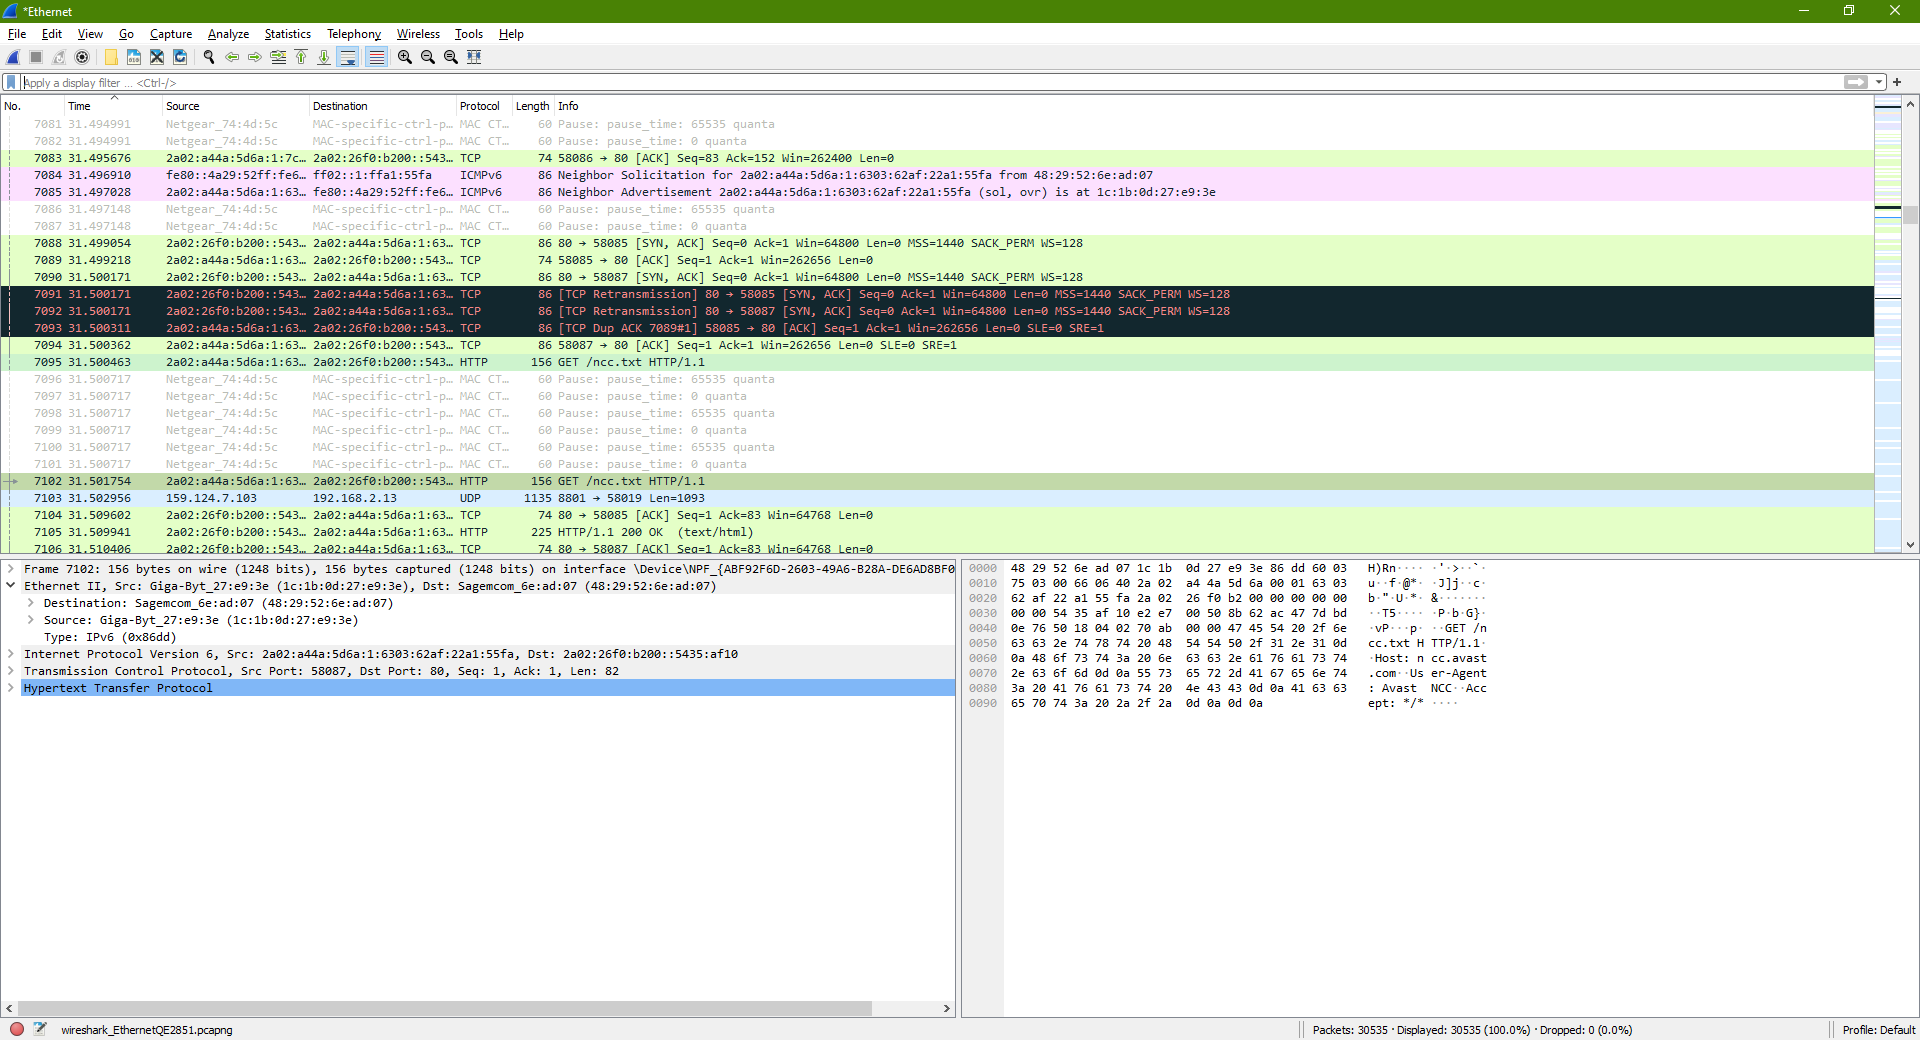 *Ethernet
File Edit View Go Capture Analyze Statistics Telephony Wireless Tools Help
Apply a display filter ... <Ctrl-/>
No. Time Source Destination Protocol Length Info
7081 31.494991 Netgear_74:4d:5c MAC-specific-ctrl-p… MAC CT… 60 Pause: pause_time: 65535 quanta
7082 31.494991 Netgear_74:4d:5c MAC-specific-ctrl-p… MAC CT… 60 Pause: pause_time: 0 quanta
7083 31.495676 2a02:a44a:5d6a:1:7c… 2a02:26f0:b200::543… TCP 74 58086 → 80 [ACK] Seq=83 Ack=152 Win=262400 Len=0
7084 31.496910 fe80::4a29:52ff:fe6… ff02::1:ffa1:55fa ICMPv6 86 Neighbor Solicitation for 2a02:a44a:5d6a:1:6303:62af:22a1:55fa from 48:29:52:6e:ad:07
7085 31.497028 2a02:a44a:5d6a:1:63… fe80::4a29:52ff:fe6… ICMPv6 86 Neighbor Advertisement 2a02:a44a:5d6a:1:6303:62af:22a1:55fa (sol, ovr) is at 1c:1b:0d:27:e9:3e
7086 31.497148 Netgear_74:4d:5c MAC-specific-ctrl-p… MAC CT… 60 Pause: pause_time: 65535 quanta
7087 31.497148 Netgear_74:4d:5c MAC-specific-ctrl-p… MAC CT… 60 Pause: pause_time: 0 quanta
7088 31.499054 2a02:26f0:b200::543… 2a02:a44a:5d6a:1:63… TCP 86 80 → 58085 [SYN, ACK] Seq=0 Ack=1 Win=64800 Len=0 MSS=1440 SACK_PERM WS=128
7089 31.499218 2a02:a44a:5d6a:1:63… 2a02:26f0:b200::543… TCP 74 58085 → 80 [ACK] Seq=1 Ack=1 Win=262656 Len=0
7090 31.500171 2a02:26f0:b200::543… 2a02:a44a:5d6a:1:63… TCP 86 80 → 58087 [SYN, ACK] Seq=0 Ack=1 Win=64800 Len=0 MSS=1440 SACK_PERM WS=128
7091 31.500171 2a02:26f0:b200::543… 2a02:a44a:5d6a:1:63… TCP 86 [TCP Retransmission] 80 → 58085 [SYN, ACK] Seq=0 Ack=1 Win=64800 Len=0 MSS=1440 SACK_PERM WS=128
7092 31.500171 2a02:26f0:b200::543… 2a02:a44a:5d6a:1:63… TCP 86 [TCP Retransmission] 80 → 58087 [SYN, ACK] Seq=0 Ack=1 Win=64800 Len=0 MSS=1440 SACK_PERM WS=128
7093 31.500311 2a02:a44a:5d6a:1:63… 2a02:26f0:b200::543… TCP 86 [TCP Dup ACK 7089#1] 58085 → 80 [ACK] Seq=1 Ack=1 Win=262656 Len=0 SLE=0 SRE=1
7094 31.500362 2a02:a44a:5d6a:1:63… 2a02:26f0:b200::543… TCP 86 58087 → 80 [ACK] Seq=1 Ack=1 Win=262656 Len=0 SLE=0 SRE=1
7095 31.500463 2a02:a44a:5d6a:1:63… 2a02:26f0:b200::543… HTTP 156 GET /ncc.txt HTTP/1.1
7096 31.500717 Netgear_74:4d:5c MAC-specific-ctrl-p… MAC CT… 60 Pause: pause_time: 65535 quanta
7097 31.500717 Netgear_74:4d:5c MAC-specific-ctrl-p… MAC CT… 60 Pause: pause_time: 0 quanta
7098 31.500717 Netgear_74:4d:5c MAC-specific-ctrl-p… MAC CT… 60 Pause: pause_time: 65535 quanta
7099 31.500717 Netgear_74:4d:5c MAC-specific-ctrl-p… MAC CT… 60 Pause: pause_time: 0 quanta
7100 31.500717 Netgear_74:4d:5c MAC-specific-ctrl-p… MAC CT… 60 Pause: pause_time: 65535 quanta
7101 31.500717 Netgear_74:4d:5c MAC-specific-ctrl-p… MAC CT… 60 Pause: pause_time: 0 quanta
7102 31.501754 2a02:a44a:5d6a:1:63… 2a02:26f0:b200::543… HTTP 156 GET /ncc.txt HTTP/1.1
7103 31.502956 159.124.7.103 192.168.2.13 UDP 1135 8801 → 58019 Len=1093
7104 31.509602 2a02:26f0:b200::543… 2a02:a44a:5d6a:1:63… TCP 74 80 → 58085 [ACK] Seq=1 Ack=83 Win=64768 Len=0
7105 31.509941 2a02:26f0:b200::543… 2a02:a44a:5d6a:1:63… HTTP 225 HTTP/1.1 200 OK (text/html)
7106 31.510406 2a02:26f0:b200::543… 2a02:a44a:5d6a:1:63… TCP 74 80 → 58087 [ACK] Seq=1 Ack=83 Win=64768 Len=0
Frame 7102: 156 bytes on wire (1248 bits), 156 bytes captured (1248 bits) on interface \Device\NPF_{ABF92F6D-2603-49A6-B28A-DE6AD8BF0
Ethernet II, Src: Giga-Byt_27:e9:3e (1c:1b:0d:27:e9:3e), Dst: Sagemcom_6e:ad:07 (48:29:52:6e:ad:07)
Destination: Sagemcom_6e:ad:07 (48:29:52:6e:ad:07)
Source: Giga-Byt_27:e9:3e (1c:1b:0d:27:e9:3e)
Type: IPv6 (0x86dd)
Internet Protocol Version 6, Src: 2a02:a44a:5d6a:1:6303:62af:22a1:55fa, Dst: 2a02:26f0:b200::5435:af10
Transmission Control Protocol, Src Port: 58087, Dst Port: 80, Seq: 1, Ack: 1, Len: 82
Hypertext Transfer Protocol
0000 48 29 52 6e ad 07 1c 1b 0d 27 e9 3e 86 dd 60 03 H)Rn···· ·'·>··`·
0010 75 03 00 66 06 40 2a 02 a4 4a 5d 6a 00 01 63 03 u··f·@*· ·J]j··c·
0020 62 af 22 a1 55 fa 2a 02 26 f0 b2 00 00 00 00 00 b·"·U·*· &·······
0030 00 00 54 35 af 10 e2 e7 00 50 8b 62 ac 47 7d bd ··T5···· ·P·b·G}·
0040 0e 76 50 18 04 02 70 ab 00 00 47 45 54 20 2f 6e ·vP···p· ··GET /n
0050 63 63 2e 74 78 74 20 48 54 54 50 2f 31 2e 31 0d cc.txt H TTP/1.1·
0060 0a 48 6f 73 74 3a 20 6e 63 63 2e 61 76 61 73 74 ·Host: n cc.avast
0070 2e 63 6f 6d 0d 0a 55 73 65 72 2d 41 67 65 6e 74 .com··Us er-Agent
0080 3a 20 41 76 61 73 74 20 4e 43 43 0d 0a 41 63 63 : Avast NCC··Acc
0090 65 70 74 3a 20 2a 2f 2a 0d 0a 0d 0a ept: */* ····
wireshark_EthernetQE2851.pcapng
Packets: 30535 · Displayed: 30535 (100.0%) · Dropped: 0 (0.0%)
Profile: Default